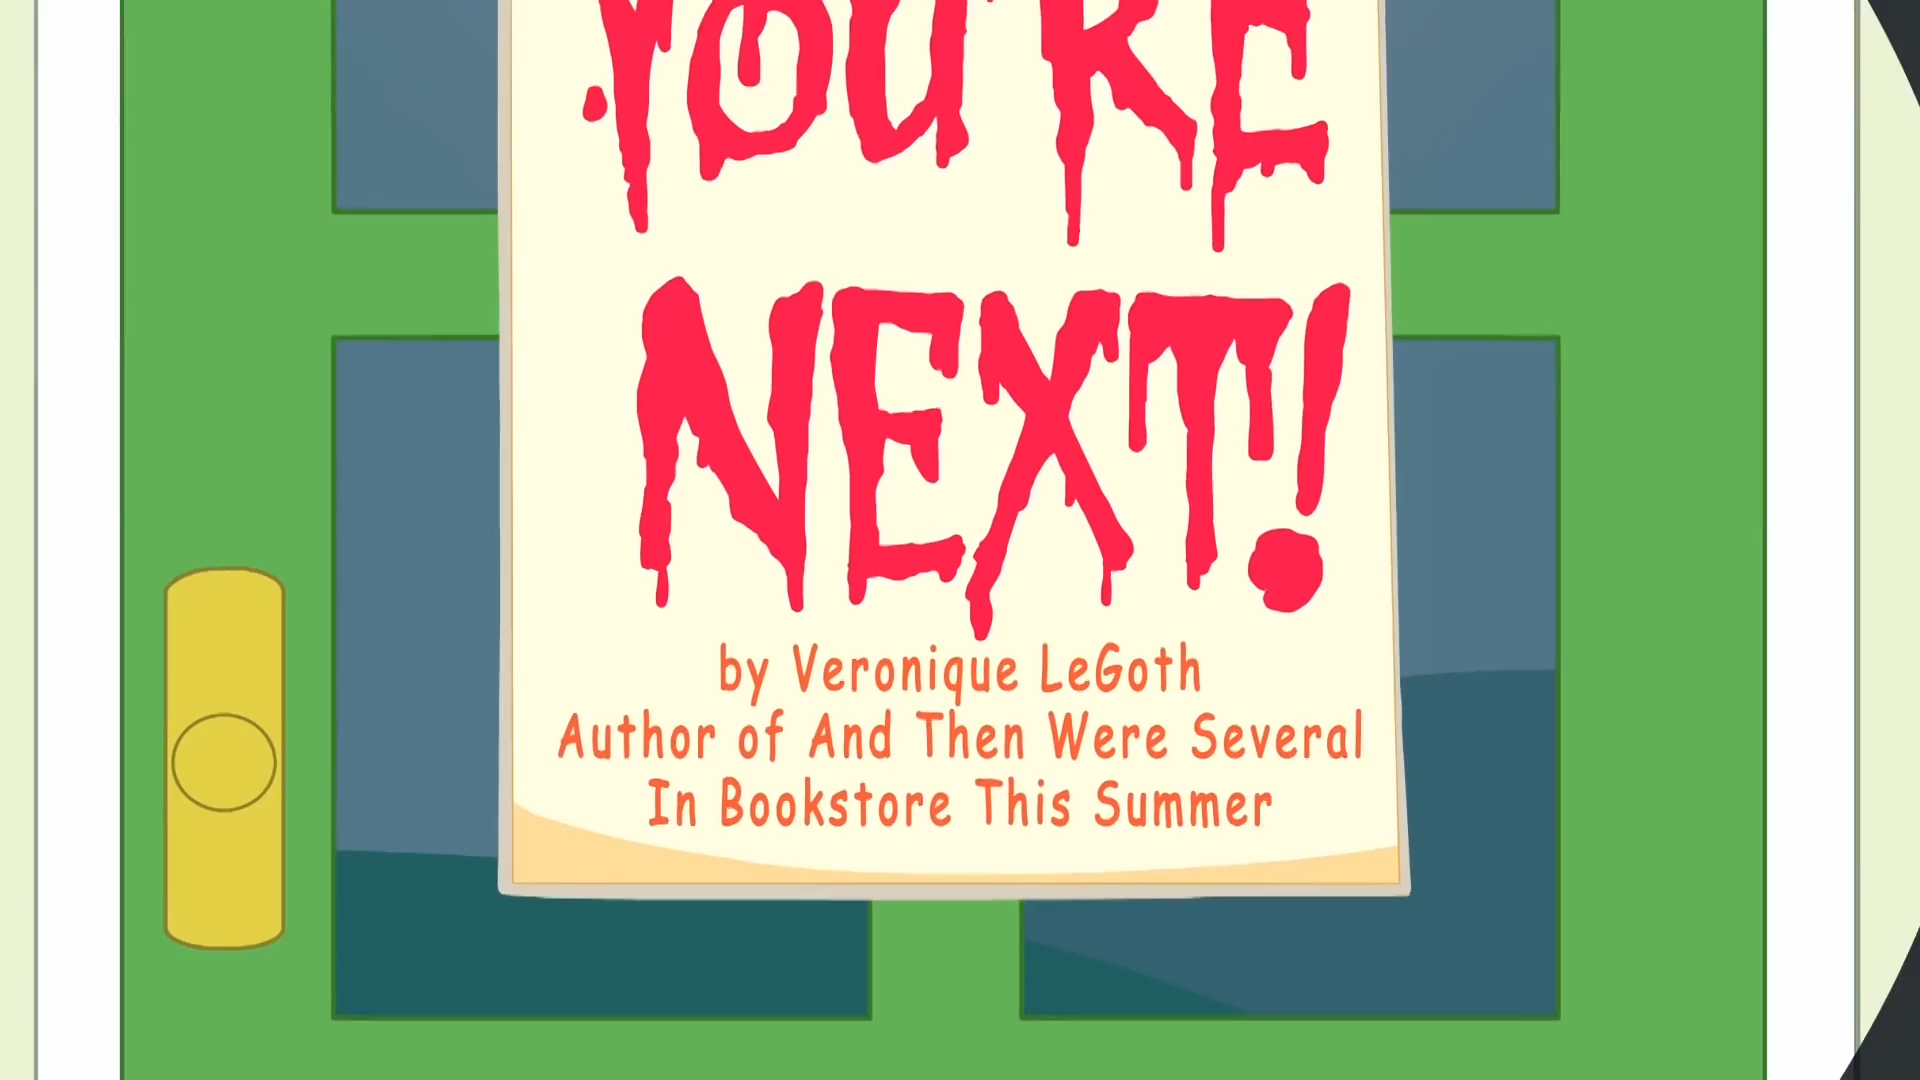 YOU'RE
NEXT!
by Veronique LeGoth
Author of And Then Were Several
In Bookstore This Summer